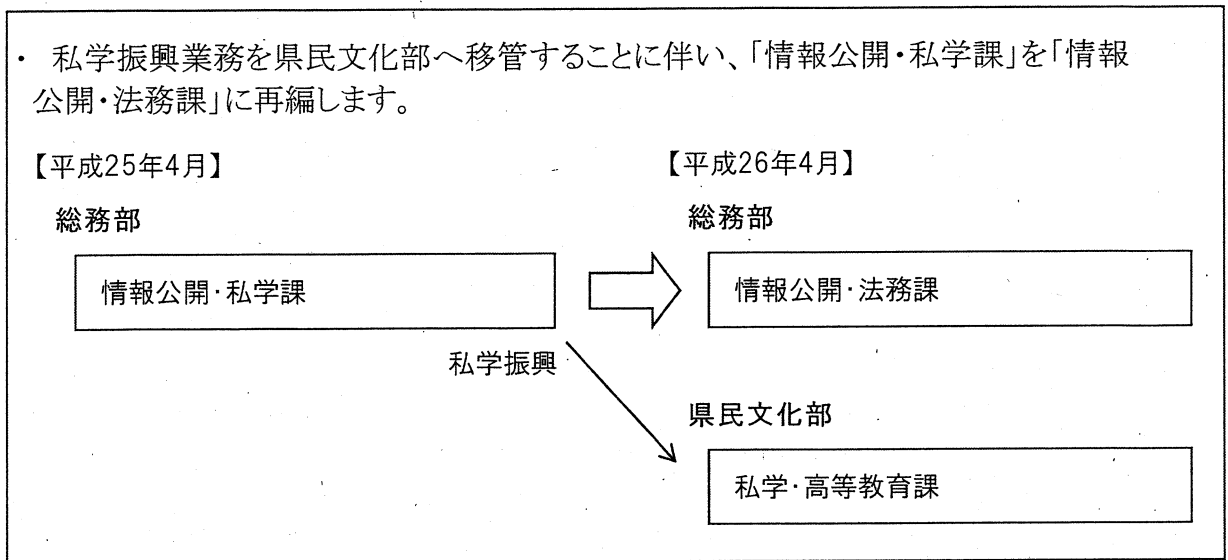 ・ 私学振興業務を県民文化部へ移管することに伴い、「情報公開・私学課」を「情報
公開・法務課」に再編します。
【平成25年4月】
【平成26年4月】
総務部
総務部
情報公開・私学課
情報公開・法務課
私学振興
県民文化部
私学・高等教育課